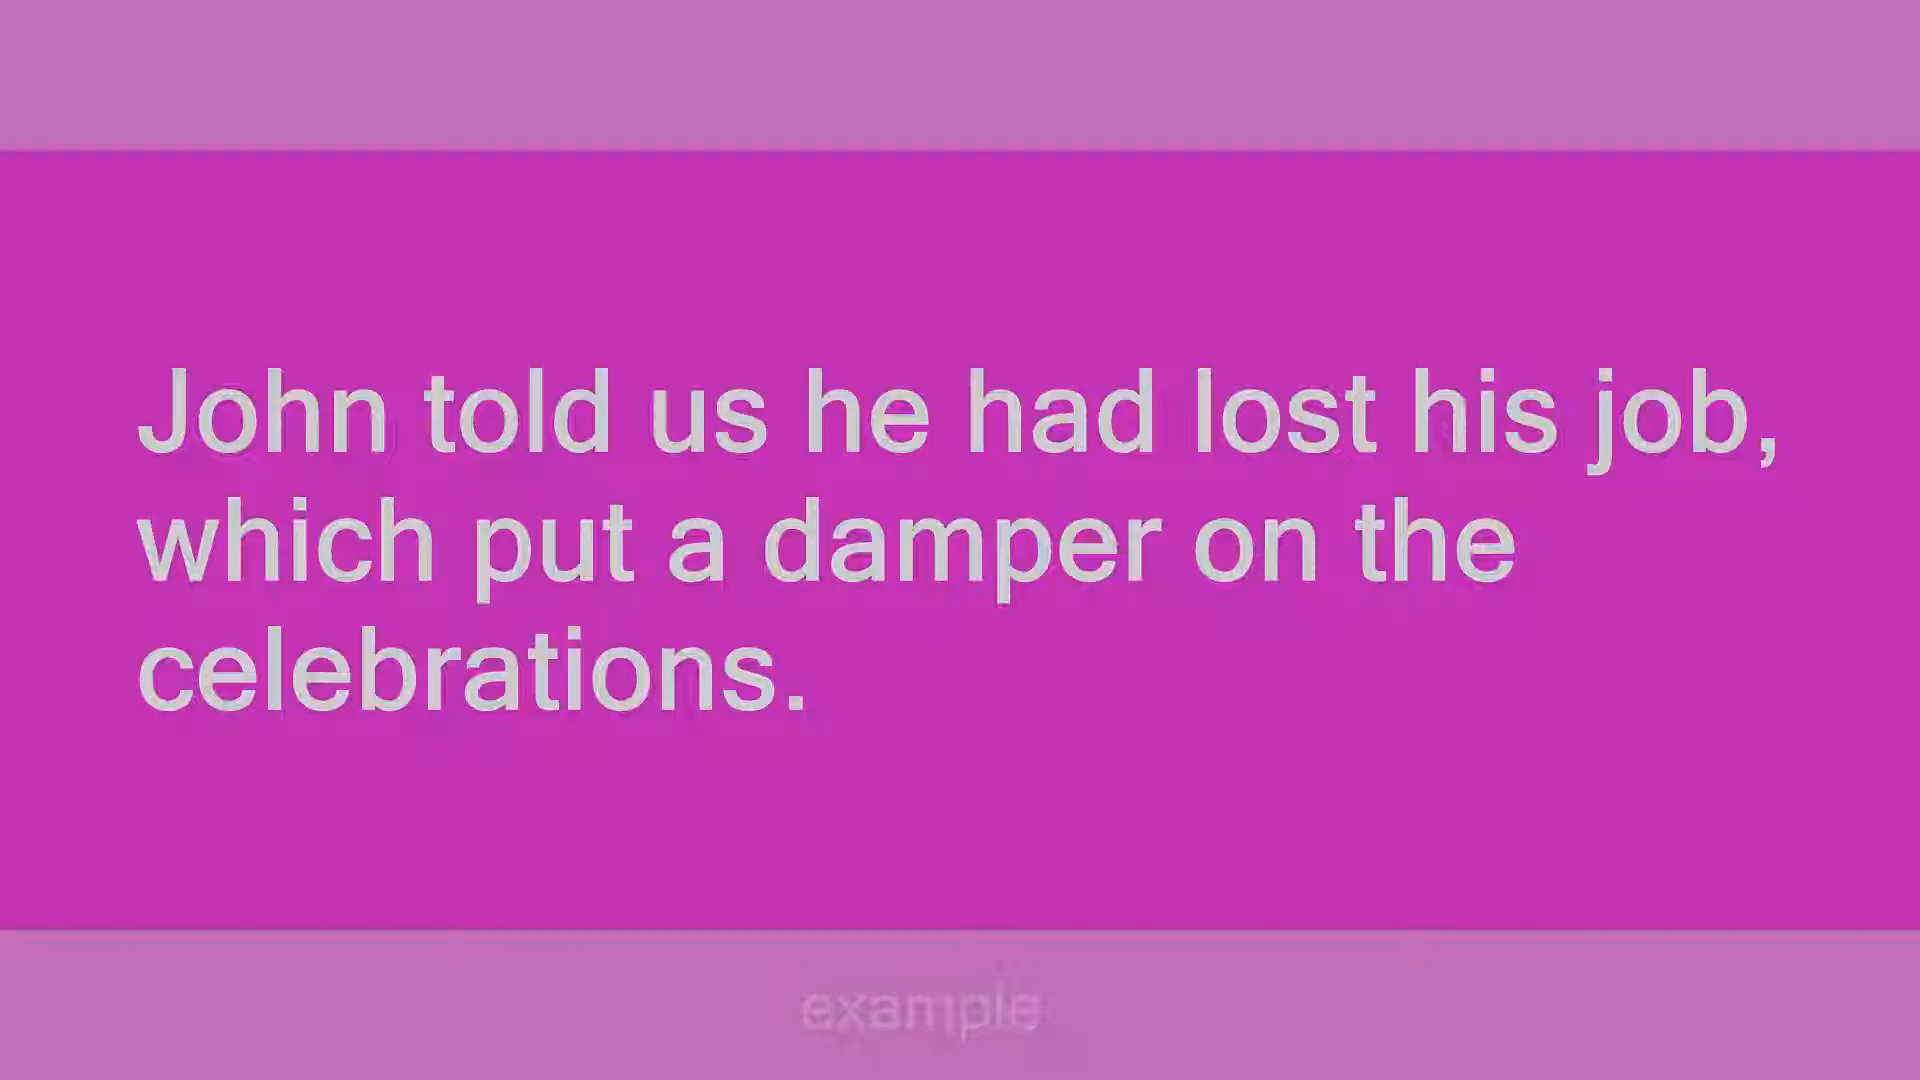 John told us he had lost his job,
which put a damper on the
celebrations.
example